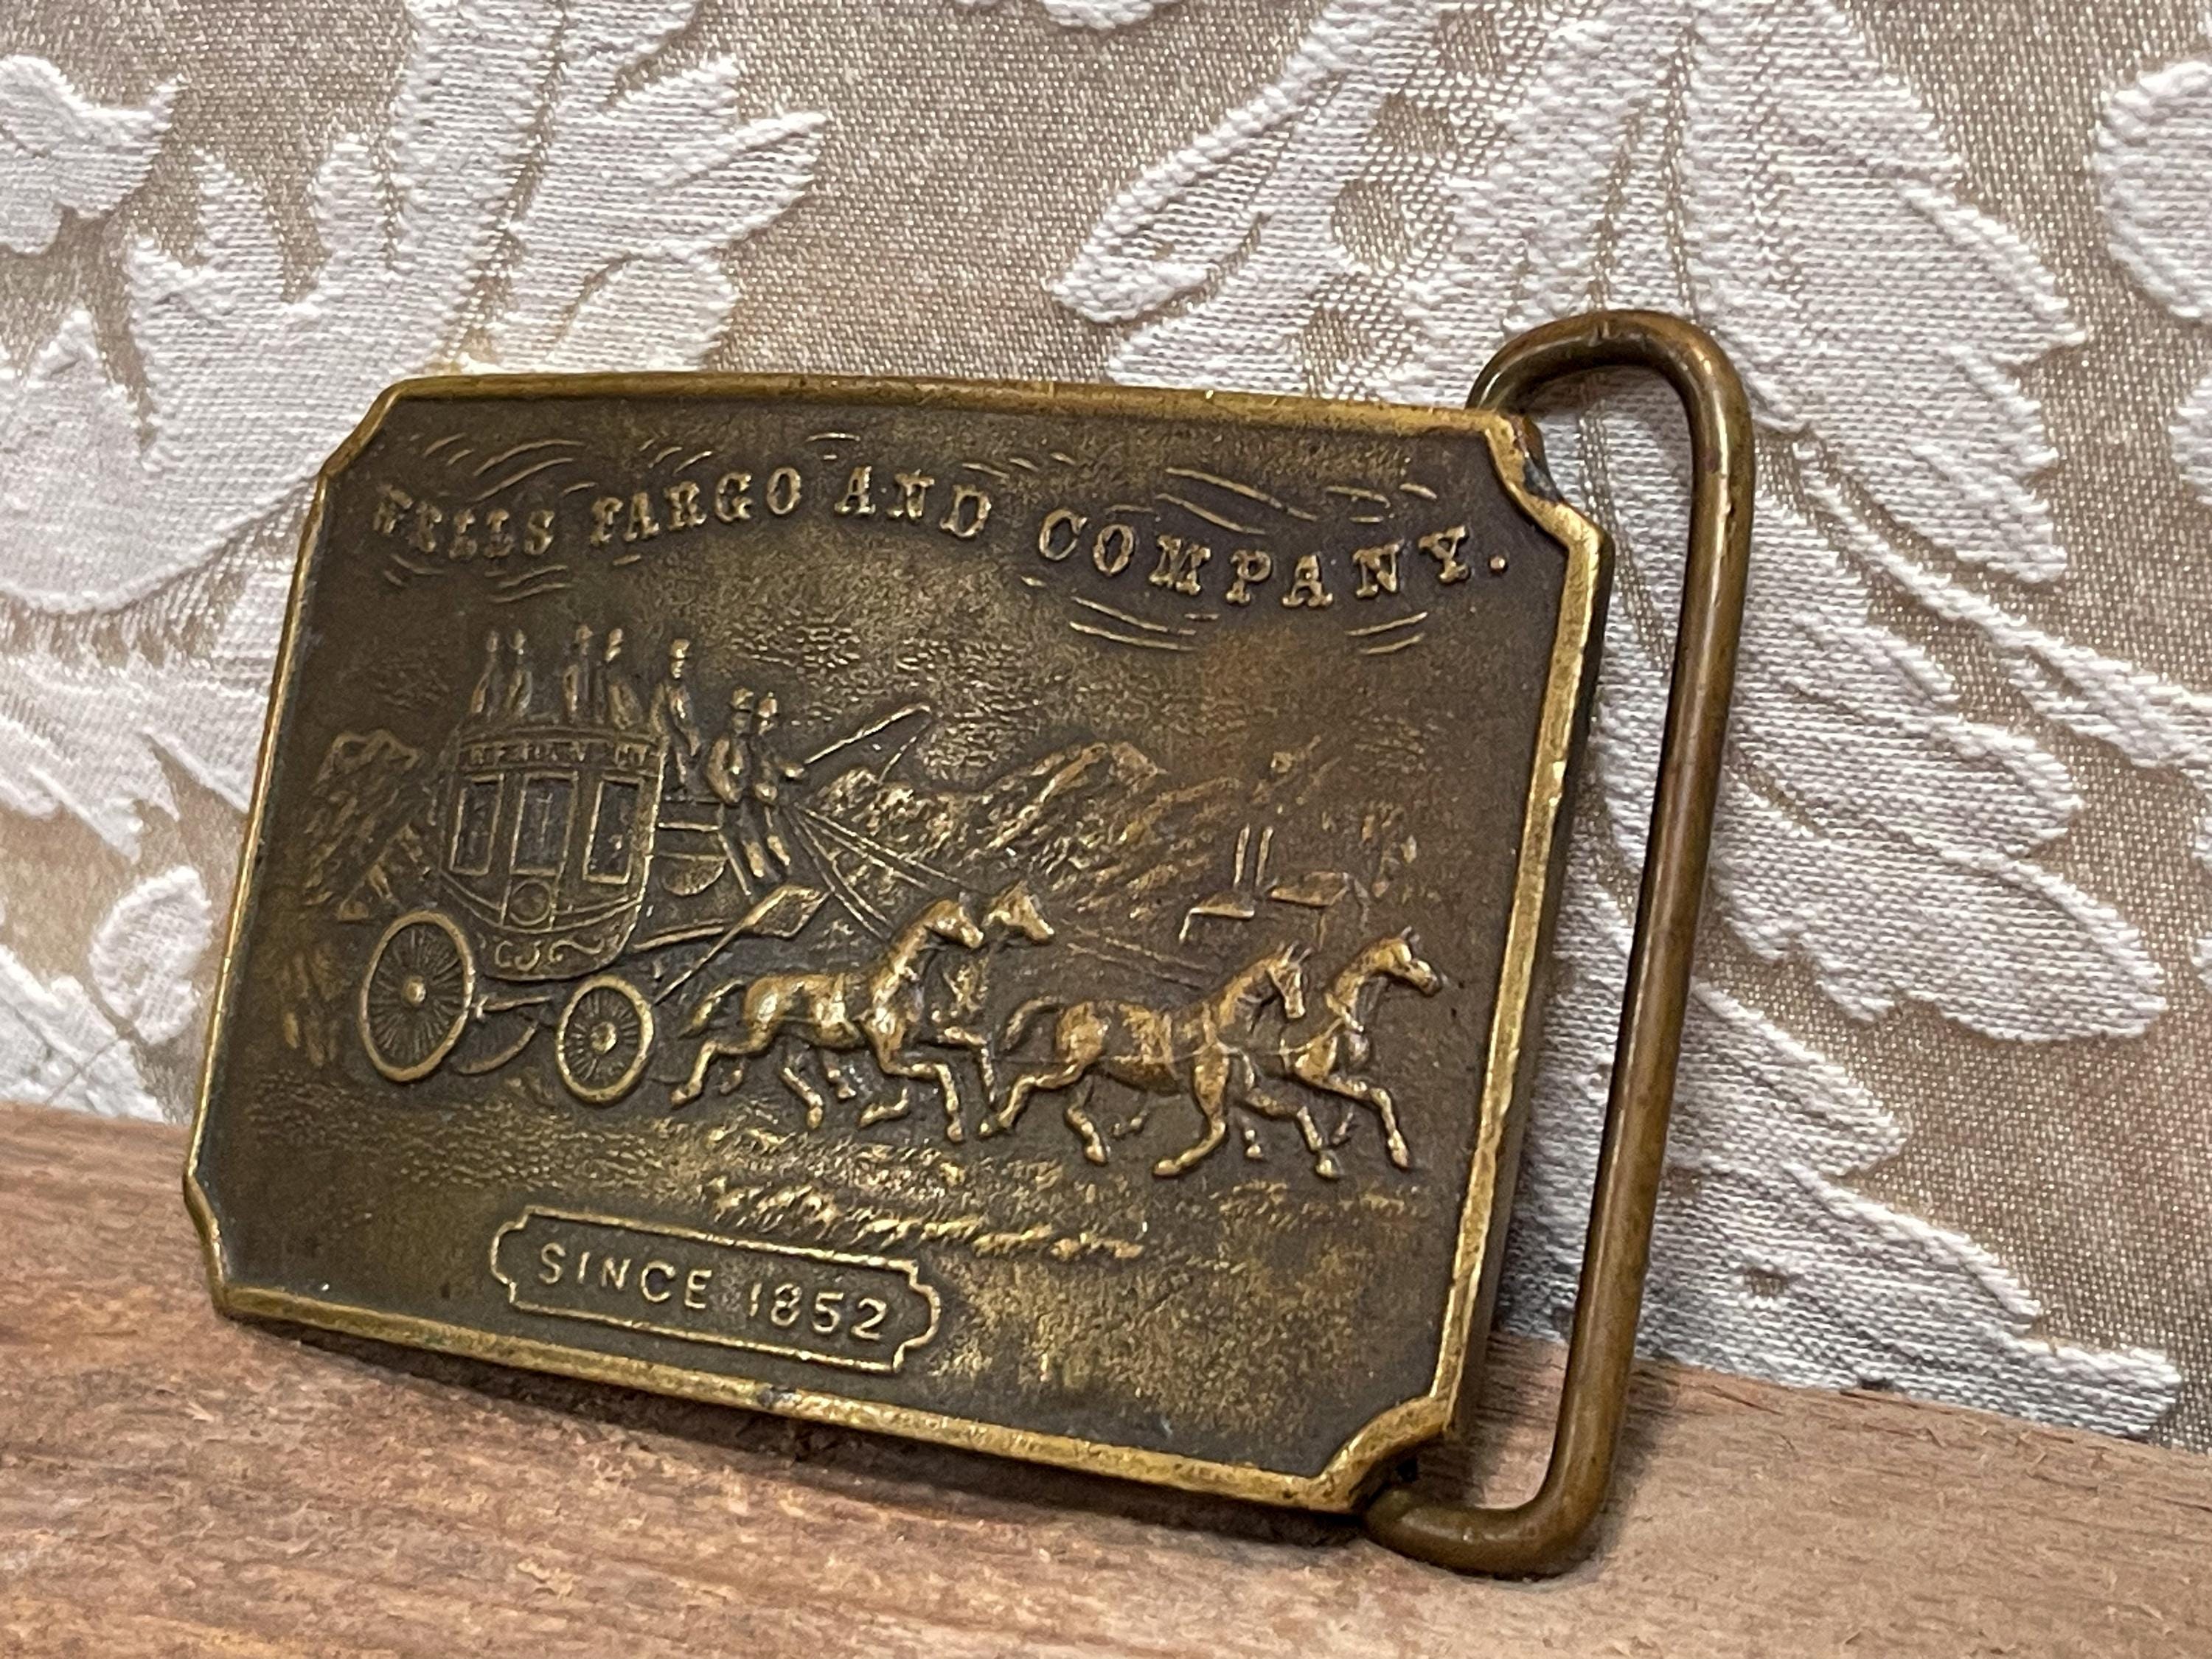 WELLS FARGO AND COMPANY.
SINCE 1852